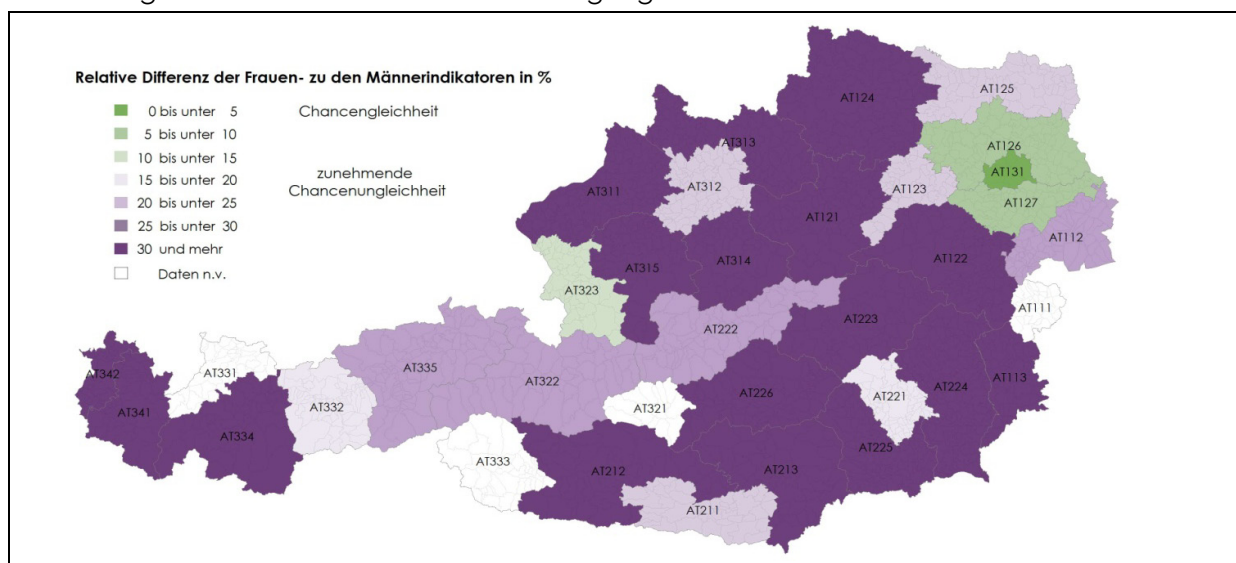 Relative Differenz der Frauen- zu den Männerindikatoren in %
0 bis unter 5 Chancengleichheit
5 bis unter 10
10 bis unter 15
15 bis unter 20 zunehmende
20 bis unter 25 Chancenungleichheit
25 bis unter 30
30 und mehr
Daten n.v.
AT124
AT125
AT126
AT131
AT127
AT123
AT313
AT312
AT311
AT121
AT112
AT122
AT315
AT314
AT323
AT111
AT222
AT223
AT331
AT335
AT322
AT342
AT341
AT332
AT334
AT321
AT226
AT221
AT224
AT113
AT333
AT212
AT213
AT225
AT211